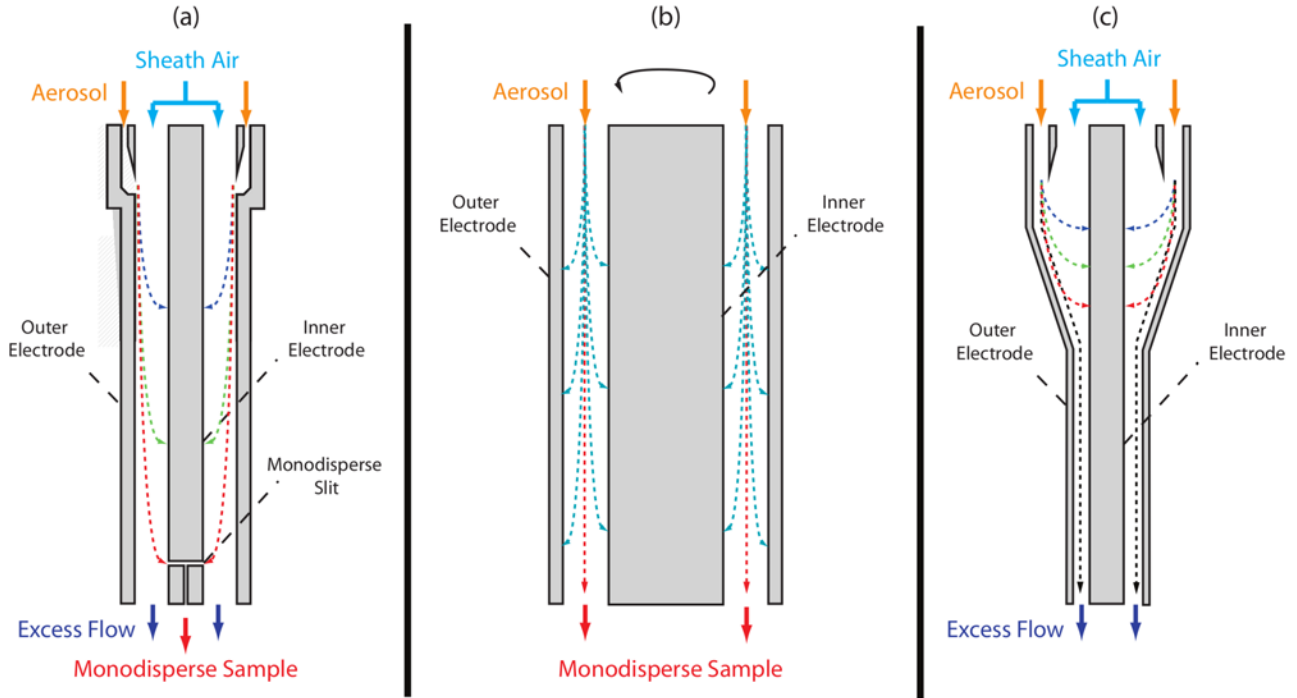 (a)
Sheath Air
Aerosol
Outer
Electrode
Inner
Electrode
Monodisperse
Slit
Excess Flow
Monodisperse Sample
(b)
Aerosol
Outer
Electrode
Inner
Electrode
Monodisperse Sample
(c)
Sheath Air
Aerosol
Outer
Electrode
Inner
Electrode
Excess Flow